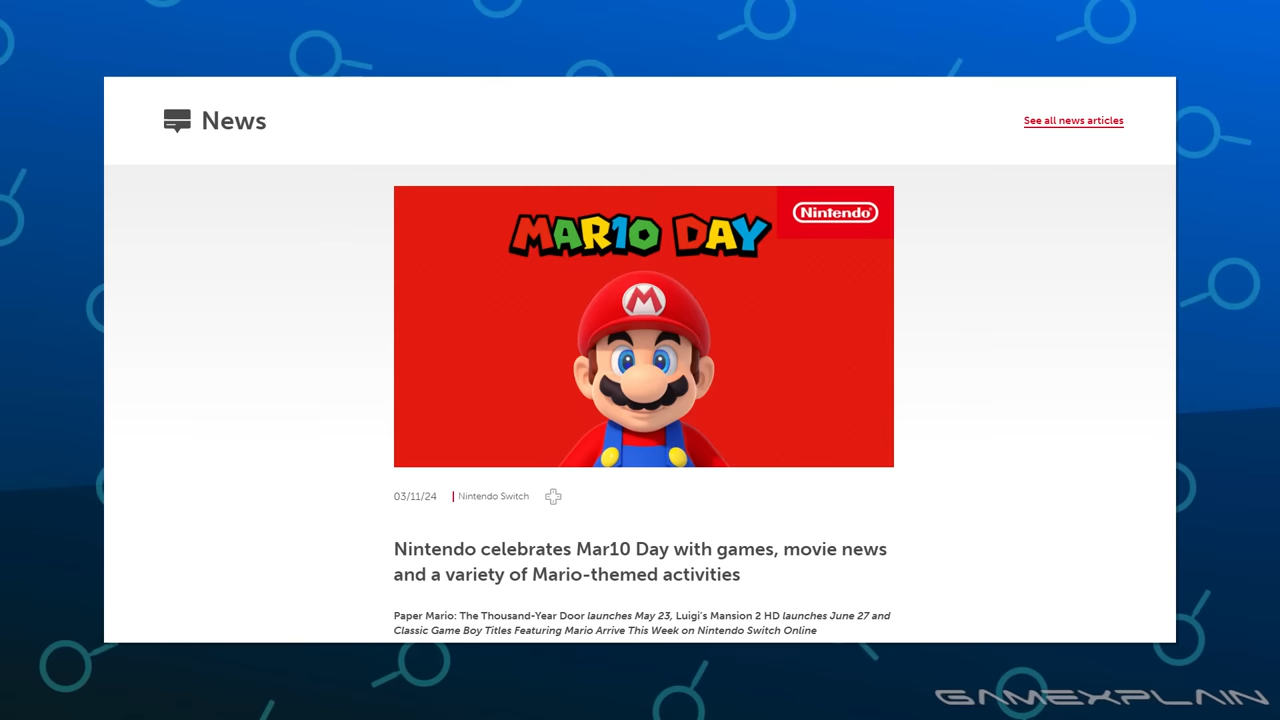 News
See all news articles
MAR10 DAY
Nintendo
M
03/11/24
Nintendo Switch
Nintendo celebrates Mar10 Day with games, movie news
and a variety of Mario-themed activities
Paper Mario: The Thousand-Year Door launches May 23, Luigi's Mansion 2 HD launches June 27 and
Classic Game Boy Titles Featuring Mario Arrive This Week on Nintendo Switch Online
GAMEXPLAIN